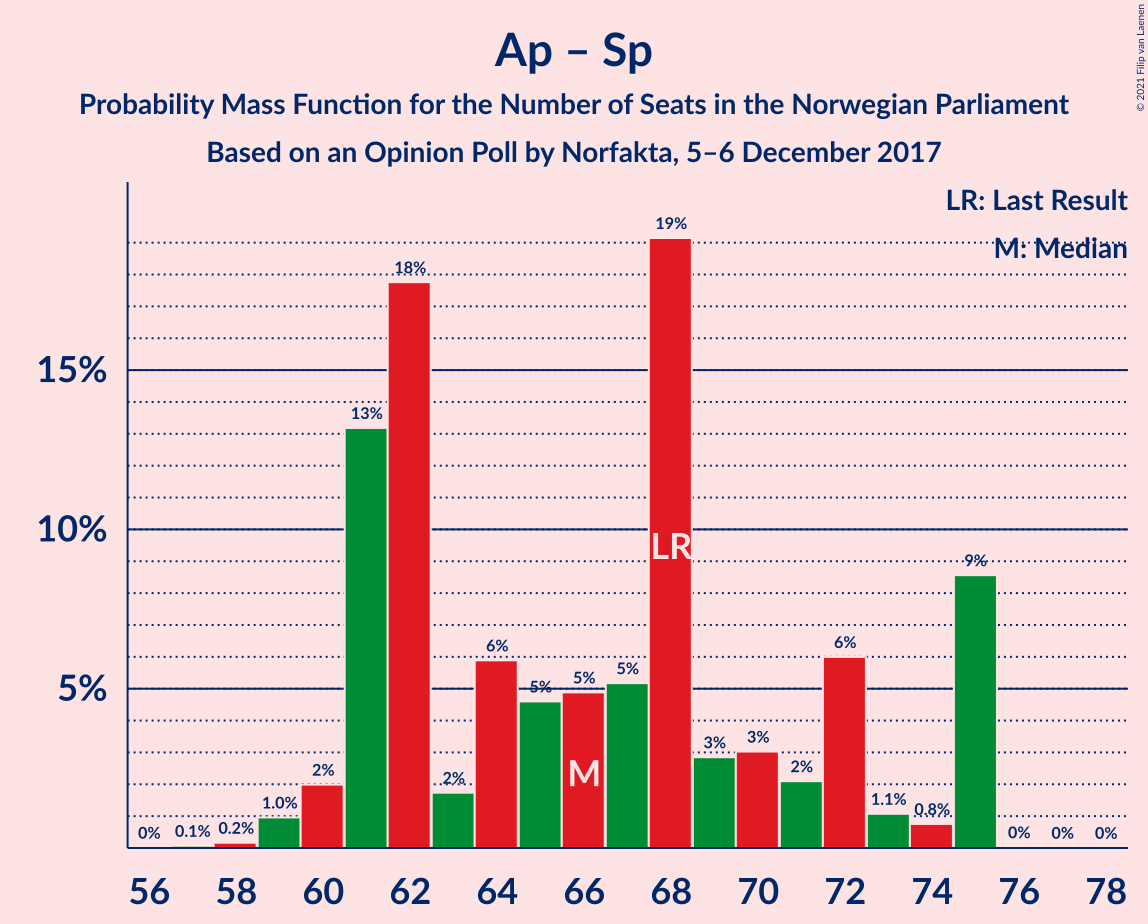 Ap – Sp
Probability Mass Function for the Number of Seats in the Norwegian Parliament
Based on an Opinion Poll by Norfakta, 5–6 December 2017
© 2021 Filip van Laenen
LR: Last Result
M: Median
15%
10%
5%
0%
0.1%
0.2%
1.0%
2%
13%
18%
2%
6%
5%
5%
5%
19%
3%
3%
2%
6%
1.1%
0.8%
9%
0%
0%
0%
LR
M
56 58 60 62 64 66 68 70 72 74 76 78